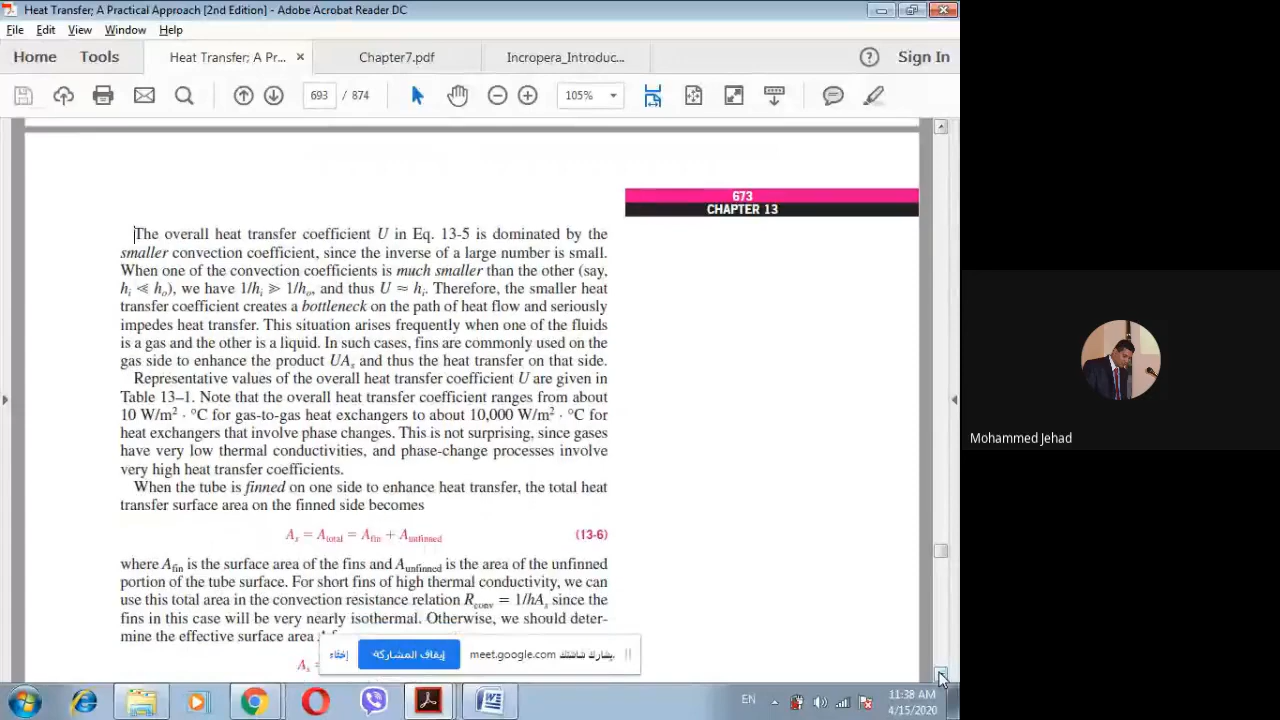 Heat Transfer; A Practical Approach [2nd Edition] - Adobe Acrobat Reader DC
File Edit View Window Help
Home Tools Heat Transfer; A Pr... × Chapter7.pdf Incropera_Introduc... Sign In
693 / 874 105%
673
CHAPTER 13
The overall heat transfer coefficient U in Eq. 13-5 is dominated by the
smaller convection coefficient, since the inverse of a large number is small.
When one of the convection coefficients is much smaller than the other (say,
hᵢ ≪ hₒ), we have 1/hᵢ ≫ 1/hₒ, and thus U ≈ hᵢ. Therefore, the smaller heat
transfer coefficient creates a bottleneck on the path of heat flow and seriously
impedes heat transfer. This situation arises frequently when one of the fluids
is a gas and the other is a liquid. In such cases, fins are commonly used on the
gas side to enhance the product UAₛ and thus the heat transfer on that side.
Representative values of the overall heat transfer coefficient U are given in
Table 13–1. Note that the overall heat transfer coefficient ranges from about
10 W/m² · °C for gas-to-gas heat exchangers to about 10,000 W/m² · °C for
heat exchangers that involve phase changes. This is not surprising, since gases
have very low thermal conductivities, and phase-change processes involve
very high heat transfer coefficients.
When the tube is finned on one side to enhance heat transfer, the total heat
transfer surface area on the finned side becomes
Aₛ = A_total = A_fin + A_unfinned (13-6)
where A_fin is the surface area of the fins and A_unfinned is the area of the unfinned
portion of the tube surface. For short fins of high thermal conductivity, we can
use this total area in the convection resistance relation R_conv = 1/hAₛ since the
fins in this case will be very nearly isothermal. Otherwise, we should deter-
mine the effective surface area
Aₛ =
إخفاء إيقاف المشاركة meet.google.com يشارك شاشتك.
Mohammed Jehad
EN 11:38 AM
4/15/2020